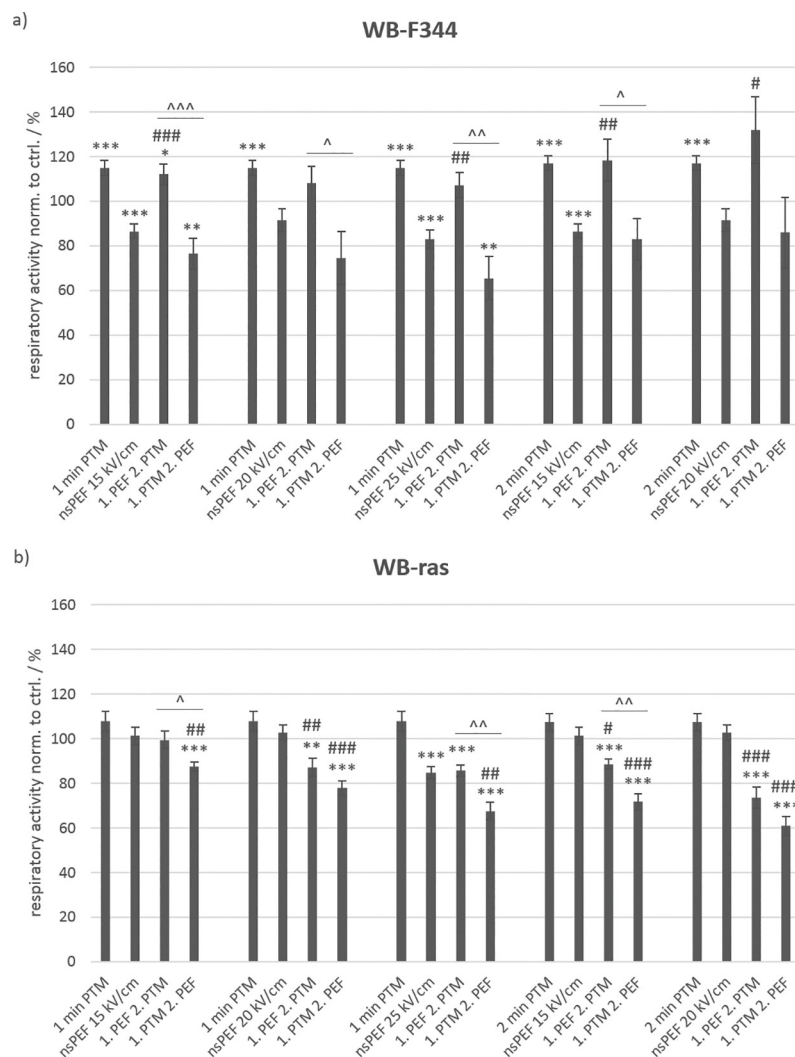 a)
WB-F344
respiratory activity norm. to ctrl. / %
160
140
120
100
80
60
40
20
0
***
***
^^^
###
*
**
***
^
***
***
^^
##
**
***
***
^
##
***
#
1 min PTM
nsPEF 15 kV/cm
1. PEF 2. PTM
1. PTM 2. PEF
1 min PTM
nsPEF 20 kV/cm
1. PEF 2. PTM
1. PTM 2. PEF
1 min PTM
nsPEF 25 kV/cm
1. PEF 2. PTM
1. PTM 2. PEF
2 min PTM
nsPEF 15 kV/cm
1. PEF 2. PTM
1. PTM 2. PEF
2 min PTM
nsPEF 20 kV/cm
1. PEF 2. PTM
1. PTM 2. PEF
b)
WB-ras
respiratory activity norm. to ctrl. / %
160
140
120
100
80
60
40
20
0
^
##
***
##
**
###
***
***
^^
***
##
***
^^
#
***
###
***
###
***
###
***
1 min PTM
nsPEF 15 kV/cm
1. PEF 2. PTM
1. PTM 2. PEF
1 min PTM
nsPEF 20 kV/cm
1. PEF 2. PTM
1. PTM 2. PEF
1 min PTM
nsPEF 25 kV/cm
1. PEF 2. PTM
1. PTM 2. PEF
2 min PTM
nsPEF 15 kV/cm
1. PEF 2. PTM
1. PTM 2. PEF
2 min PTM
nsPEF 20 kV/cm
1. PEF 2. PTM
1. PTM 2. PEF